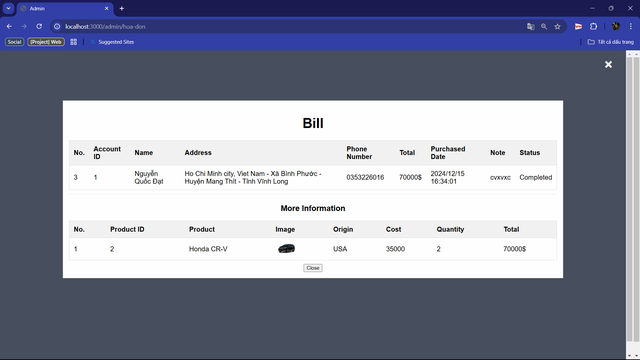 Admin
localhost:3000/admin/hoa-don
Social [Project] Web Suggested Sites Tất cả dấu trang
Bill
No. Account ID Name Address Phone Number Total Purchased Date Note Status
3 1 Nguyễn Quốc Đạt Ho Chi Minh city, Viet Nam - Xã Bình Phước - Huyện Mang Thít - Tỉnh Vĩnh Long 0353226016 70000$ 2024/12/15 16:34:01 cvxvxc Completed
More Information
No. Product ID Product Image Origin Cost Quantity Total
1 2 Honda CR-V USA 35000 2 70000$
Close